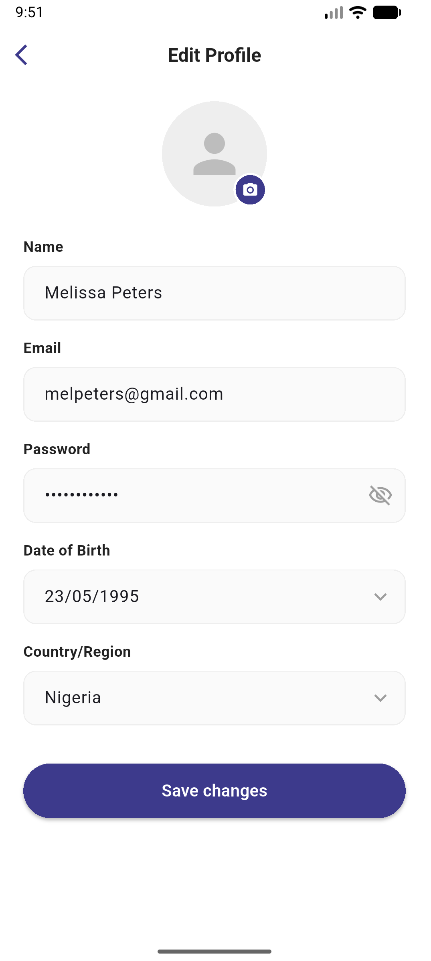 9:51
Edit Profile
Name
Melissa Peters
Email
melpeters@gmail.com
Password
••••••••••••
Date of Birth
23/05/1995
Country/Region
Nigeria
Save changes